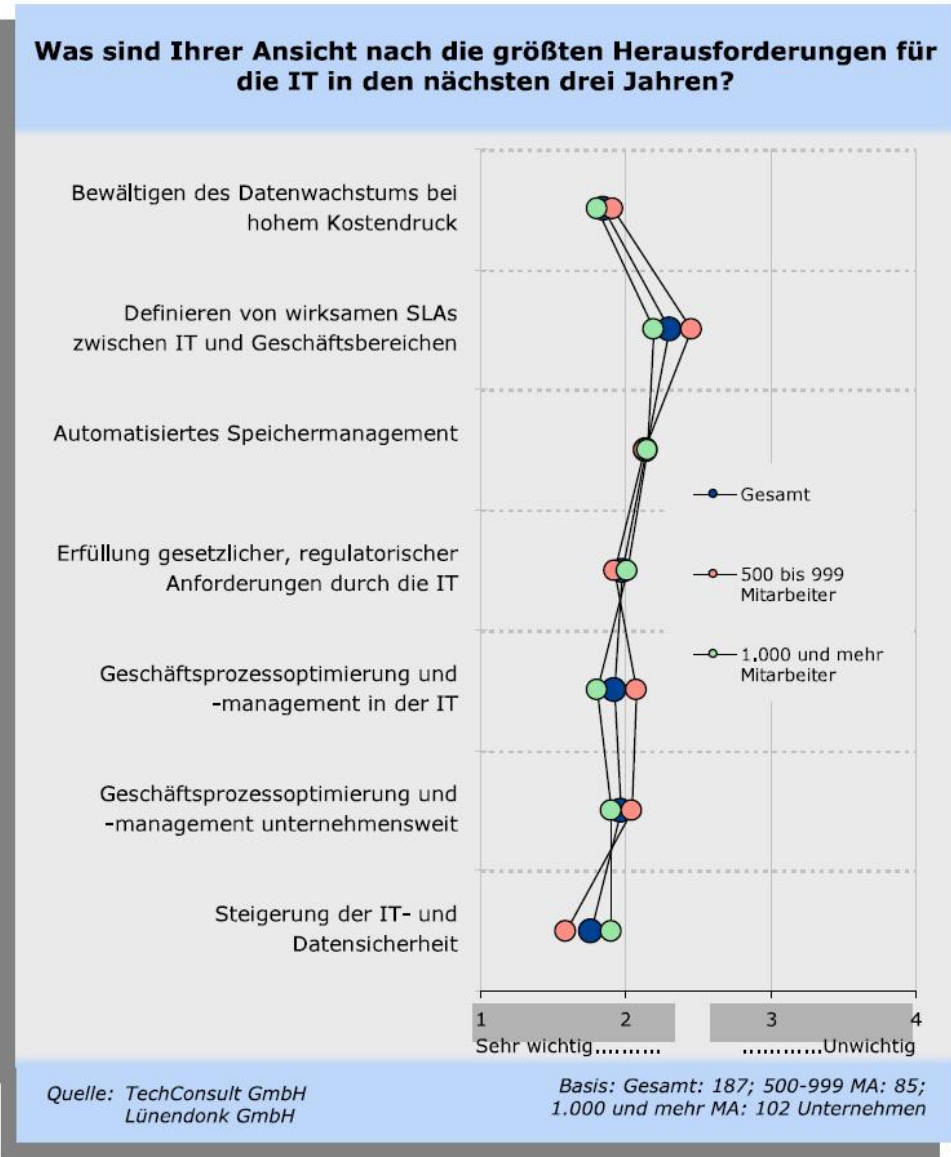 Was sind Ihrer Ansicht nach die größten Herausforderungen für
die IT in den nächsten drei Jahren?
Bewältigen des Datenwachstums bei
hohem Kostendruck
Definieren von wirksamen SLAs
zwischen IT und Geschäftsbereichen
Automatisiertes Speichermanagement
Gesamt
Erfüllung gesetzlicher, regulatorischer
Anforderungen durch die IT
500 bis 999
Mitarbeiter
Geschäftsprozessoptimierung und
-management in der IT
1.000 und mehr
Mitarbeiter
Geschäftsprozessoptimierung und
-management unternehmensweit
Steigerung der IT- und
Datensicherheit
1 2 3 4
Sehr wichtig......... ............Unwichtig
Quelle: TechConsult GmbH
Lünendonk GmbH
Basis: Gesamt: 187; 500-999 MA: 85;
1.000 und mehr MA: 102 Unternehmen